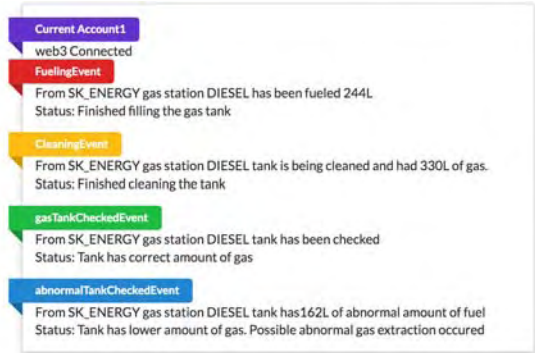 Current Account1
web3 Connected
FuelingEvent
From SK_ENERGY gas station DIESEL has been fueled 244L
Status: Finished filling the gas tank
CleaningEvent
From SK_ENERGY gas station DIESEL tank is being cleaned and had 330L of gas.
Status: Finished cleaning the tank
gasTankCheckedEvent
From SK_ENERGY gas station DIESEL tank has been checked
Status: Tank has correct amount of gas
abnormalTankCheckedEvent
From SK_ENERGY gas station DIESEL tank has162L of abnormal amount of fuel
Status: Tank has lower amount of gas. Possible abnormal gas extraction occured